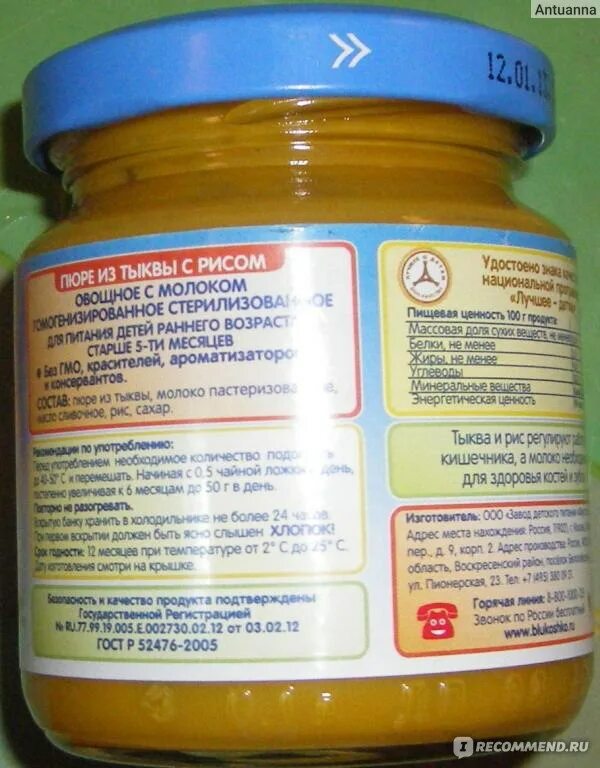 Antuanna
12.01.1
ПЮРЕ ИЗ ТЫКВЫ С РИСОМ
ОВОЩНОЕ С МОЛОКОМ
ГОМОГЕНИЗИРОВАННОЕ СТЕРИЛИЗОВАННОЕ
ДЛЯ ПИТАНИЯ ДЕТЕЙ РАННЕГО ВОЗРАСТА
СТАРШЕ 5-ТИ МЕСЯЦЕВ
• Без ГМО, красителей, ароматизаторов
и консервантов.
СОСТАВ: пюре из тыквы, молоко пастеризованное,
масло сливочное, рис, сахар.
Рекомендации по употреблению:
Перед употреблением необходимое количество подогреть
до 40-50° С и перемешать. Начиная с 0,5 чайной ложки в день,
постепенно увеличивая к 6 месяцам до 50 г в день.
Повторно не разогревать.
Вскрытую банку хранить в холодильнике не более 24 часов.
При первом вскрытии должен быть ясно слышен ХЛОПОК!
Срок годности: 12 месяцев при температуре от 2° С до 25° С.
Дату изготовления смотри на крышке.
Безопасность и качество продукта подтверждены
Государственной Регистрацией
№ RU.77.99.19.005.Е.002730.02.12 от 03.02.12
ГОСТ Р 52476-2005
Удостоено знака
национальной
«Лучшее -
Пищевая ценность 100 г продукта:
Массовая доля сухих веществ, не
Белки, не менее
Жиры, не менее
Углеводы
Минеральные вещества
Энергетическая ценность
Тыква и рис регулируют
кишечника, а молоко
для здоровья костей и
Изготовитель: ООО «Завод детского питания
Адрес места нахождения: Россия,
пер., д. 9, корп. 2. Адрес производства:
область, Воскресенский район, посёлок
ул. Пионерская, 23. Тел.: +7 (495)
Горячая линия:
Звонок по России бесплатный
www.blukoshko.ru
IRECOMMEND.RU